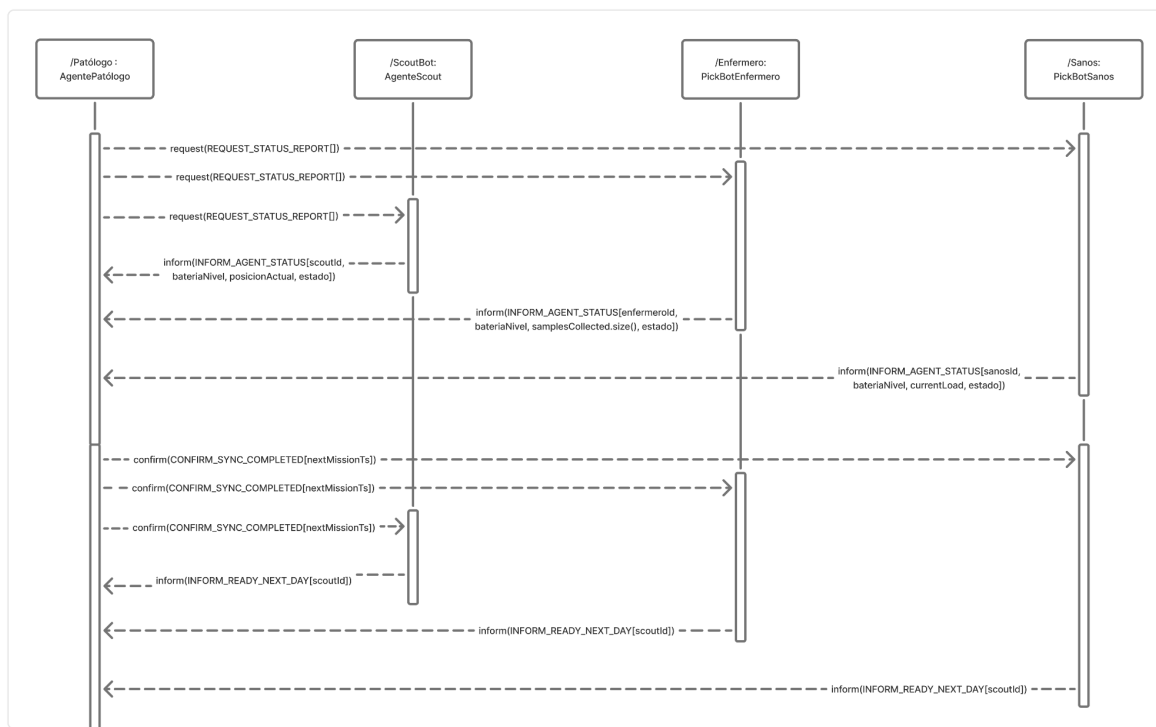 /Patólogo :
AgentePatólogo
/ScoutBot:
AgenteScout
/Enfermero:
PickBotEnfermero
/Sanos:
PickBotSanos
request(REQUEST_STATUS_REPORT[])
request(REQUEST_STATUS_REPORT[])
request(REQUEST_STATUS_REPORT[])
inform(INFORM_AGENT_STATUS[scoutId,
bateriaNivel, posicionActual, estado])
inform(INFORM_AGENT_STATUS[enfermeroId,
bateriaNivel, samplesCollected.size(), estado])
inform(INFORM_AGENT_STATUS[sanosId,
bateriaNivel, currentLoad, estado])
confirm(CONFIRM_SYNC_COMPLETED[nextMissionTs])
confirm(CONFIRM_SYNC_COMPLETED[nextMissionTs])
confirm(CONFIRM_SYNC_COMPLETED[nextMissionTs])
inform(INFORM_READY_NEXT_DAY[scoutId])
inform(INFORM_READY_NEXT_DAY[scoutId])
inform(INFORM_READY_NEXT_DAY[scoutId])